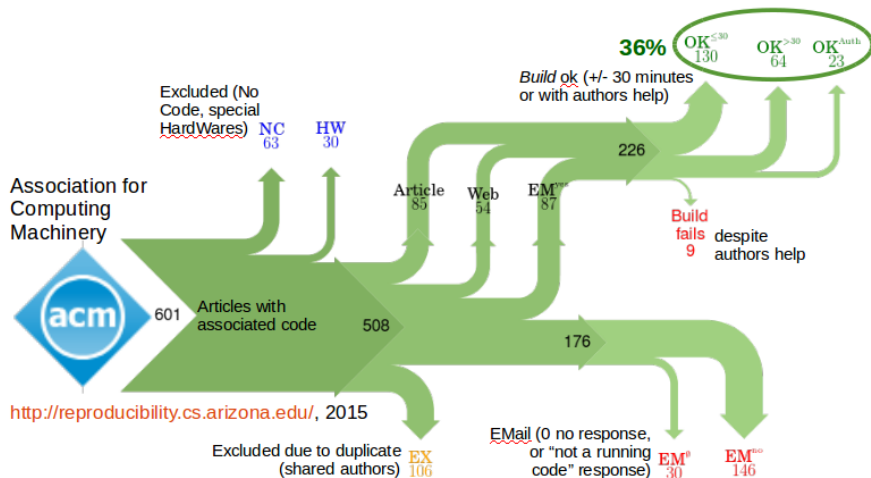 36%
OK≤30
130
OK>30
64
OKAuth
23
Build ok (+/- 30 minutes
or with authors help)
Excluded (No
Code, special
HardWares)
NC
63
HW
30
226
Article
85
Web
54
EMyes
87
Build
fails
9
despite
authors help
Association for
Computing
Machinery
acm
601
Articles with
associated code
508
176
http://reproducibility.cs.arizona.edu/, 2015
Excluded due to duplicate
(shared authors)
EX
106
EMail (0 no response,
or “not a running
code” response)
EMø
30
EMno
146